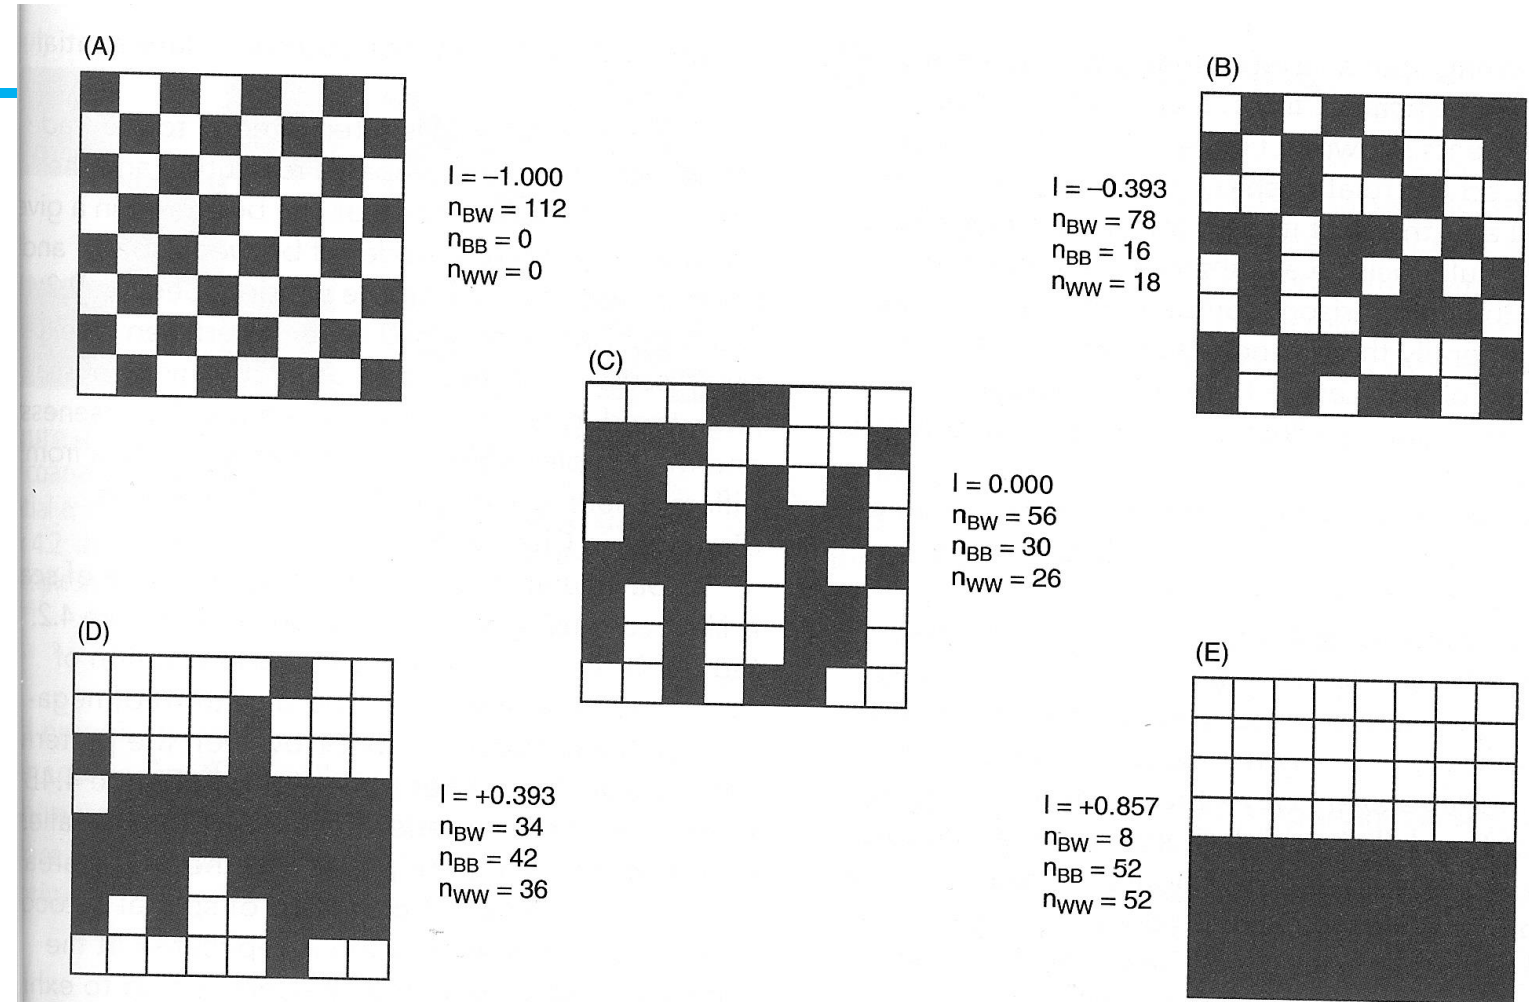 (A)
I = –1.000
nBW = 112
nBB = 0
nWW = 0
(B)
I = –0.393
nBW = 78
nBB = 16
nWW = 18
(C)
I = 0.000
nBW = 56
nBB = 30
nWW = 26
(D)
I = +0.393
nBW = 34
nBB = 42
nWW = 36
(E)
I = +0.857
nBW = 8
nBB = 52
nWW = 52